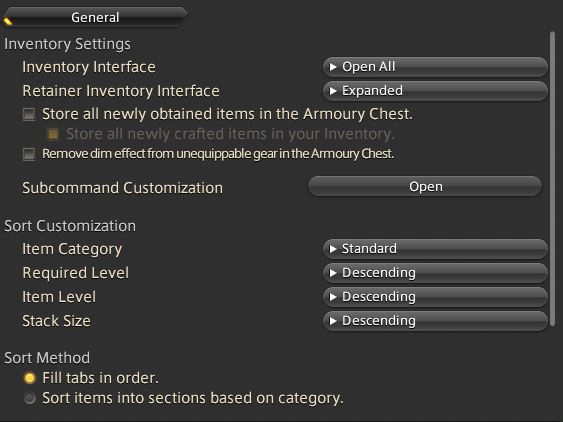 General
Inventory Settings
Inventory Interface Open All
Retainer Inventory Interface Expanded
Store all newly obtained items in the Armoury Chest.
Store all newly crafted items in your Inventory.
Remove dim effect from unequippable gear in the Armoury Chest.
Subcommand Customization Open
Sort Customization
Item Category Standard
Required Level Descending
Item Level Descending
Stack Size Descending
Sort Method
Fill tabs in order.
Sort items into sections based on category.